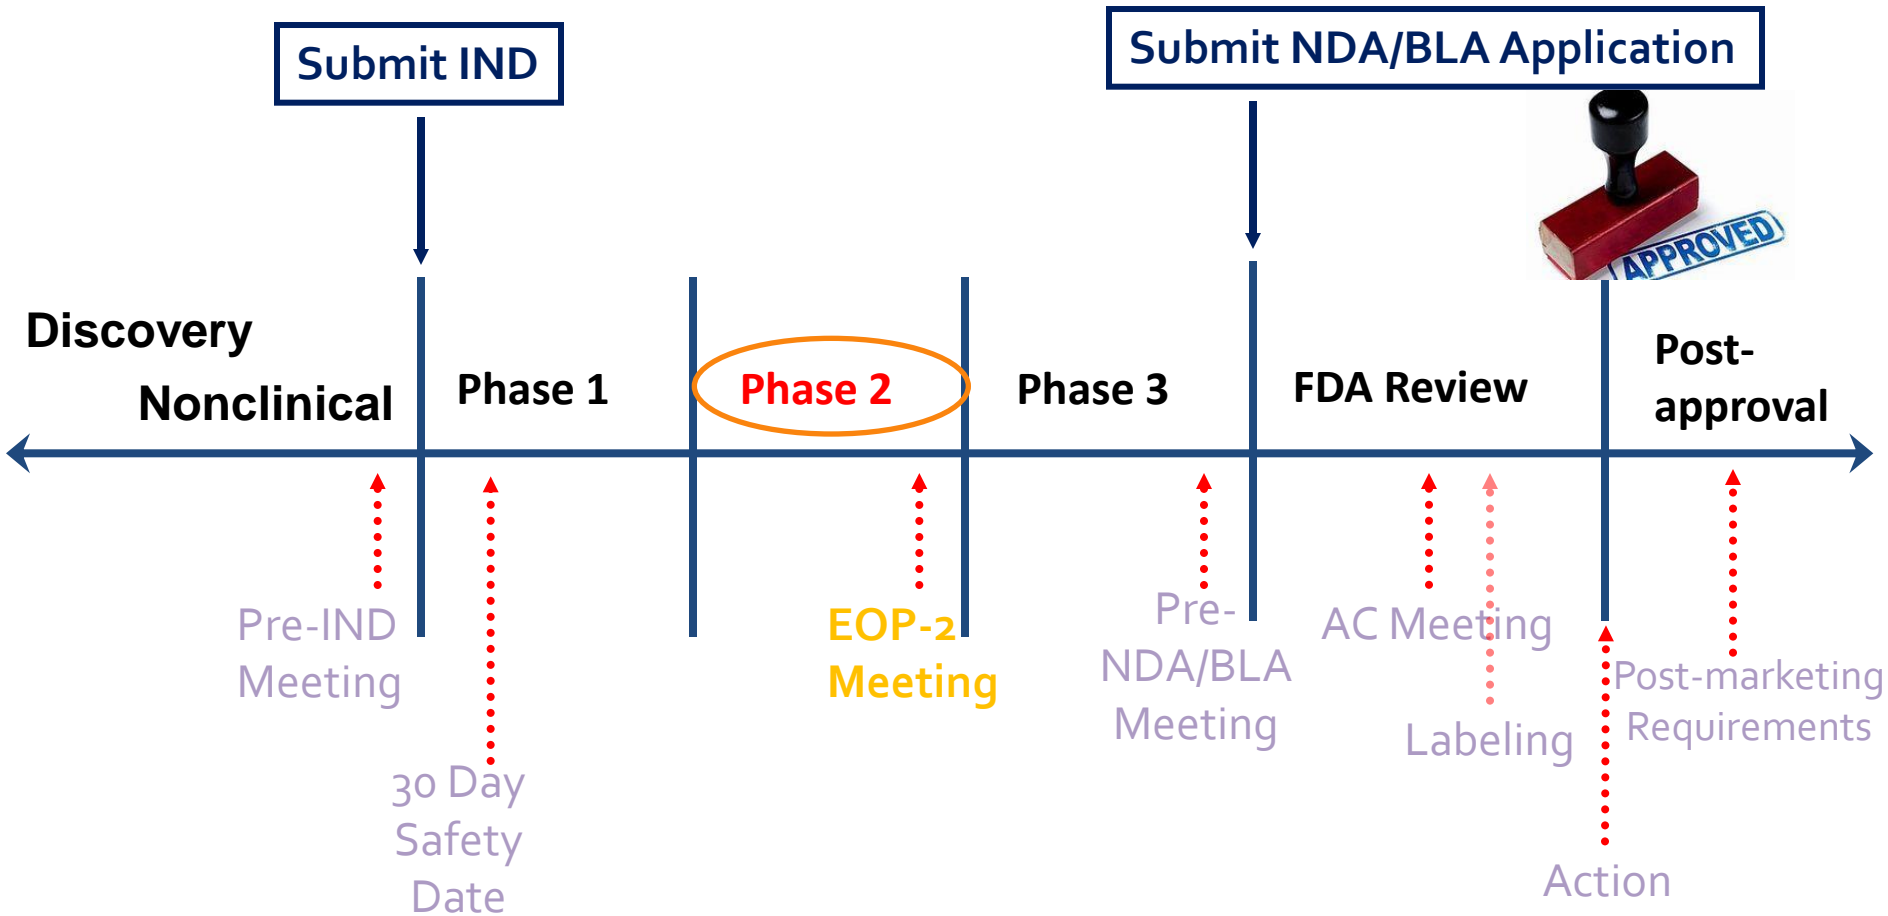 Submit IND
Submit NDA/BLA Application
APPROVED
Discovery
Nonclinical
Phase 1
Phase 2
Phase 3
FDA Review
Post-
approval
Pre-IND
Meeting
30 Day
Safety
Date
EOP-2
Meeting
Pre-
NDA/BLA
Meeting
AC Meeting
Labeling
Action
Post-marketing
Requirements